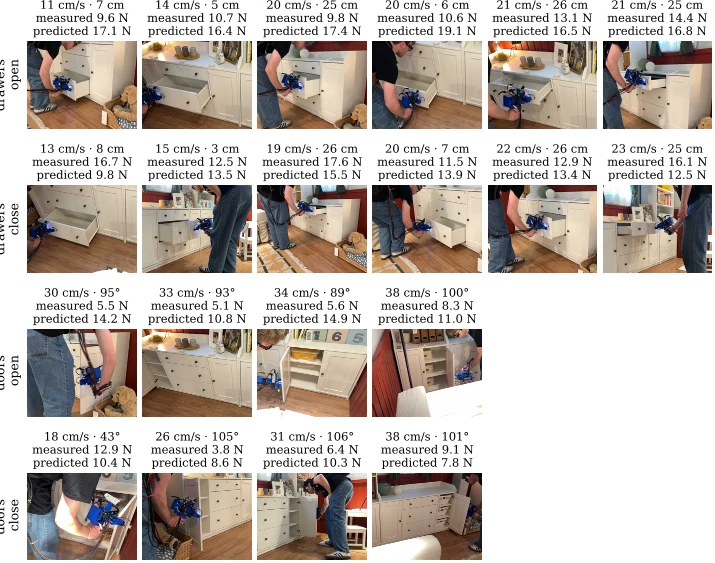 11 cm/s · 7 cm
measured 9.6 N
predicted 17.1 N
14 cm/s · 5 cm
measured 10.7 N
predicted 16.4 N
20 cm/s · 25 cm
measured 9.8 N
predicted 17.4 N
20 cm/s · 6 cm
measured 10.6 N
predicted 19.1 N
21 cm/s · 26 cm
measured 13.1 N
predicted 16.5 N
21 cm/s · 25 cm
measured 14.4 N
predicted 16.8 N
drawers
open
13 cm/s · 8 cm
measured 16.7 N
predicted 9.8 N
15 cm/s · 3 cm
measured 12.5 N
predicted 13.5 N
19 cm/s · 26 cm
measured 17.6 N
predicted 15.5 N
20 cm/s · 7 cm
measured 11.5 N
predicted 13.9 N
22 cm/s · 26 cm
measured 12.9 N
predicted 13.4 N
23 cm/s · 25 cm
measured 16.1 N
predicted 12.5 N
drawers
close
30 cm/s · 95°
measured 5.5 N
predicted 14.2 N
33 cm/s · 93°
measured 5.1 N
predicted 10.8 N
34 cm/s · 89°
measured 5.6 N
predicted 14.9 N
38 cm/s · 100°
measured 8.3 N
predicted 11.0 N
doors
open
18 cm/s · 43°
measured 12.9 N
predicted 10.4 N
26 cm/s · 105°
measured 3.8 N
predicted 8.6 N
31 cm/s · 106°
measured 6.4 N
predicted 10.3 N
38 cm/s · 101°
measured 9.1 N
predicted 7.8 N
doors
close